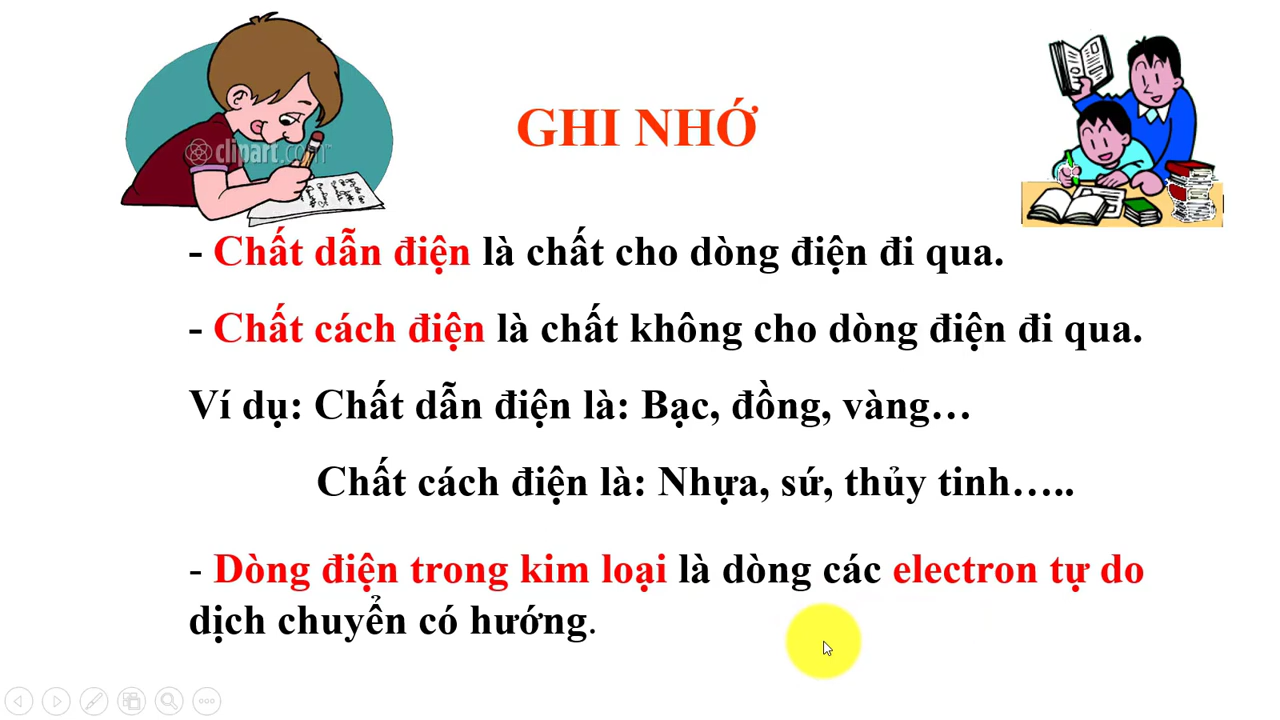 GHI NHỚ
clipart.com
- Chất dẫn điện là chất cho dòng điện đi qua.
- Chất cách điện là chất không cho dòng điện đi qua.
Ví dụ: Chất dẫn điện là: Bạc, đồng, vàng…
Chất cách điện là: Nhựa, sứ, thủy tinh…..
- Dòng điện trong kim loại là dòng các electron tự do
dịch chuyển có hướng.